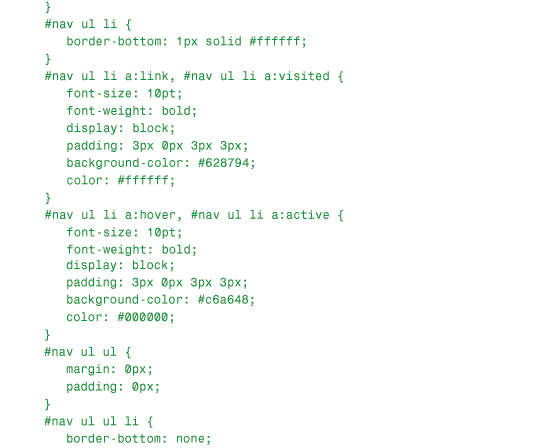 }
#nav ul li {
border-bottom: 1px solid #ffffff;
}
#nav ul li a:link, #nav ul li a:visited {
font-size: 10pt;
font-weight: bold;
display: block;
padding: 3px 0px 3px 3px;
background-color: #628794;
color: #ffffff;
}
#nav ul li a:hover, #nav ul li a:active {
font-size: 10pt;
font-weight: bold;
display: block;
padding: 3px 0px 3px 3px;
background-color: #c6a648;
color: #000000;
}
#nav ul ul {
margin: 0px;
padding: 0px;
}
#nav ul ul li {
border-bottom: none;